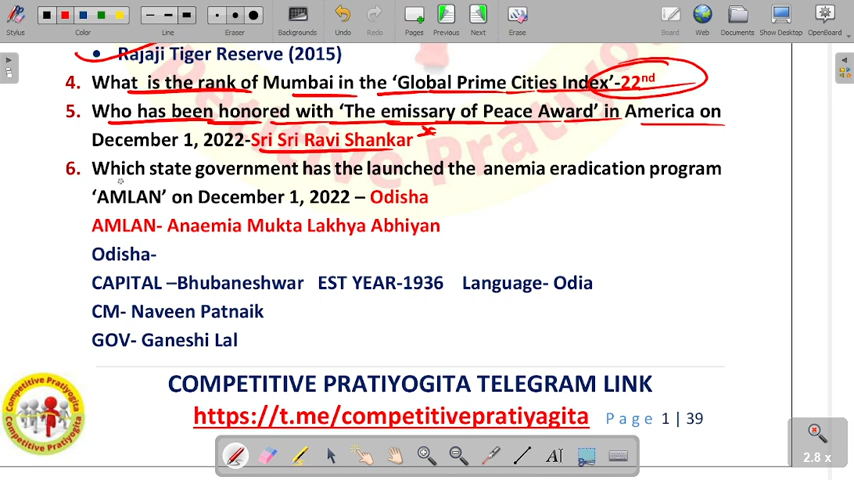 Stylus
Color
Line
Eraser
Backgrounds
Undo
Redo
Pages
Previous
Next
Erase
Board
Web
Show Desktop
OpenBoard
• Rajaji Tiger Reserve (2015)
4. What is the rank of Mumbai in the ‘Global Prime Cities Index’-22nd
5. Who has been honored with ‘The emissary of Peace Award’ in America on
December 1, 2022-Sri Sri Ravi Shankar
6. Which state government has the launched the anemia eradication program
‘AMLAN’ on December 1, 2022 – Odisha
AMLAN- Anaemia Mukta Lakhya Abhiyan
Odisha-
CAPITAL –Bhubaneshwar EST YEAR-1936 Language- Odia
CM- Naveen Patnaik
GOV- Ganeshi Lal
Competitive Pratiyogita
Competitive Pratiyogita
COMPETITIVE PRATIYOGITA TELEGRAM LINK
https://t.me/competitivepratiyagita Page 1 | 39
2.8 x